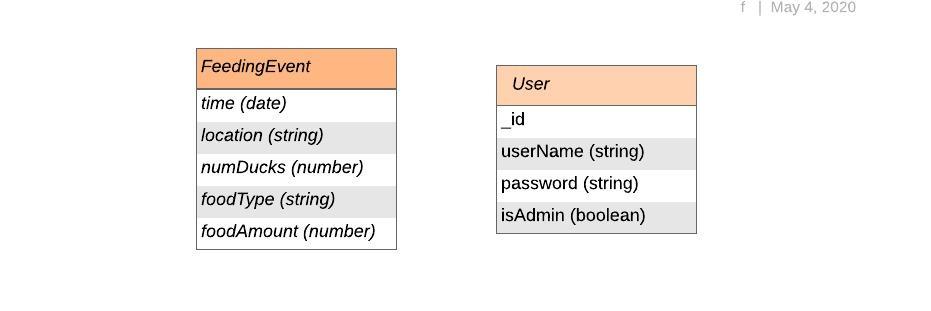 f | May 4, 2020
FeedingEvent
time (date)
location (string)
numDucks (number)
foodType (string)
foodAmount (number)
User
_id
userName (string)
password (string)
isAdmin (boolean)